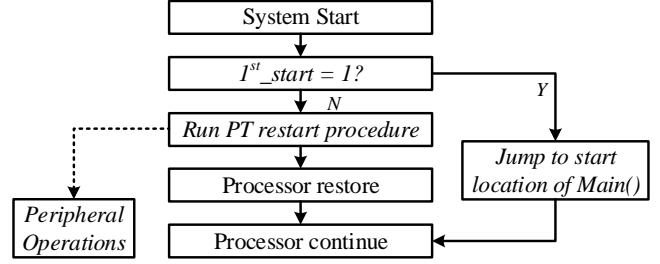 System Start
1st_start = 1?
N
Y
Run PT restart procedure
Jump to start
location of Main()
Processor restore
Peripheral
Operations
Processor continue